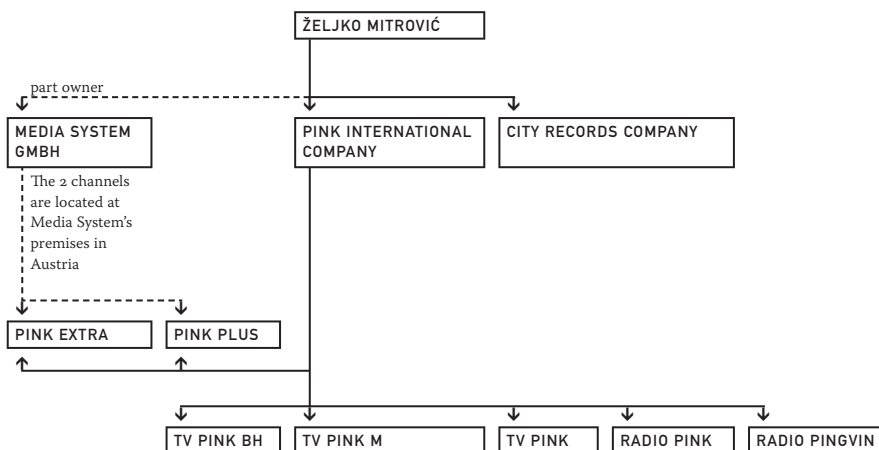 ŽELJKO MITROVIĆ
part owner
MEDIA SYSTEM
GMBH
PINK INTERNATIONAL
COMPANY
CITY RECORDS COMPANY
The 2 channels
are located at
Media System's
premises in
Austria
PINK EXTRA
PINK PLUS
TV PINK BH
TV PINK M
TV PINK
RADIO PINK
RADIO PINGVIN